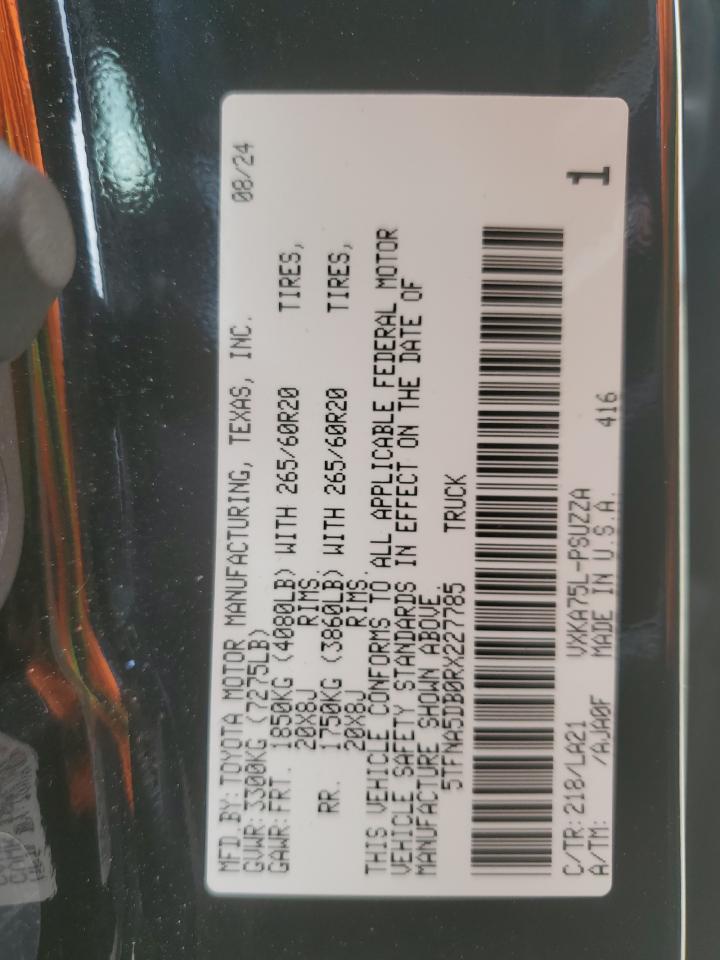 MFD.BY: TOYOTA MOTOR MANUFACTURING, TEXAS, INC. 08/24
GVWR: 3300KG (7275LB)
GAWR: FRT. 1850KG (4080LB) WITH 265/60R20 TIRES,
20X8J RIMS.
RR. 1750KG (3860LB) WITH 265/60R20 TIRES,
20X8J RIMS.
THIS VEHICLE CONFORMS TO ALL APPLICABLE FEDERAL MOTOR
VEHICLE SAFETY STANDARDS IN EFFECT ON THE DATE OF
MANUFACTURE SHOWN ABOVE.
5TFNA5DB0RX227785 TRUCK
1
C/TR: 218/LA21 VXKA75L-PSUZZA
A/TM: /AJA0F MADE IN U.S.A. 416